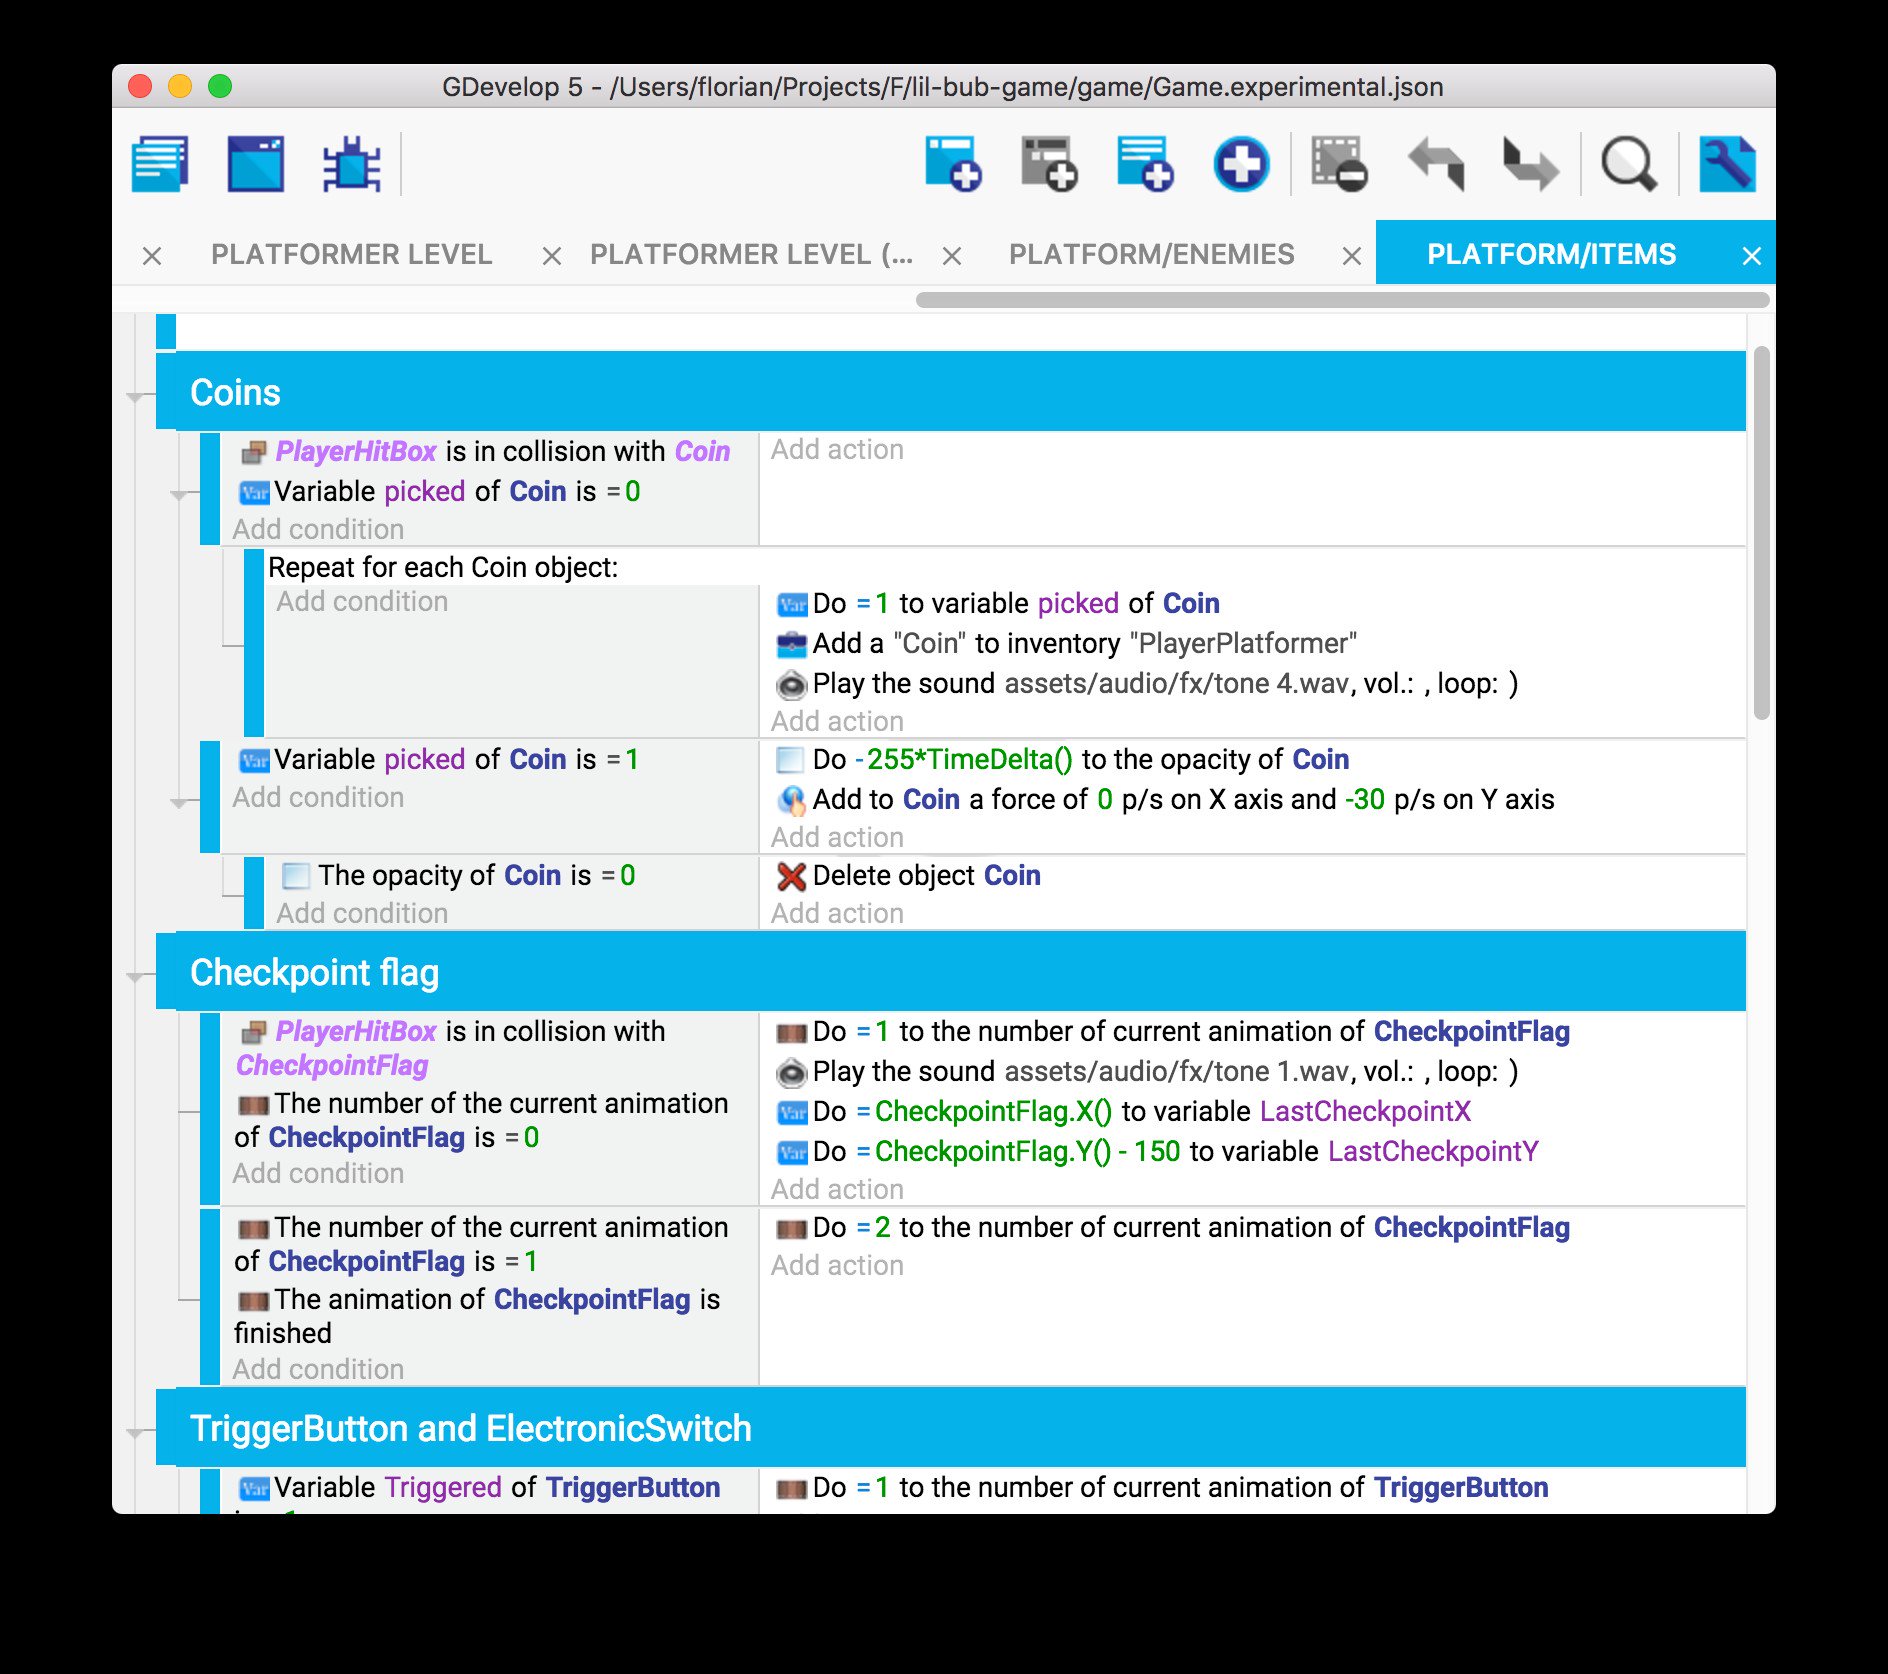 GDevelop 5 - /Users/florian/Projects/F/lil-bub-game/game/Game.experimental.json
PLATFORMER LEVEL
PLATFORMER LEVEL (...
PLATFORM/ENEMIES
PLATFORM/ITEMS
Coins
PlayerHitBox is in collision with Coin
Add action
Var Variable picked of Coin is =0
Add condition
Repeat for each Coin object:
Add condition
Var Do =1 to variable picked of Coin
Add a "Coin" to inventory "PlayerPlatformer"
Play the sound assets/audio/fx/tone 4.wav, vol.: , loop: )
Add action
Var Variable picked of Coin is =1
Add condition
Do -255*TimeDelta() to the opacity of Coin
Add to Coin a force of 0 p/s on X axis and -30 p/s on Y axis
Add action
The opacity of Coin is =0
Add condition
Delete object Coin
Add action
Checkpoint flag
PlayerHitBox is in collision with
CheckpointFlag
The number of the current animation
of CheckpointFlag is =0
Add condition
Do =1 to the number of current animation of CheckpointFlag
Play the sound assets/audio/fx/tone 1.wav, vol.: , loop: )
Var Do =CheckpointFlag.X() to variable LastCheckpointX
Var Do =CheckpointFlag.Y() - 150 to variable LastCheckpointY
Add action
The number of the current animation
of CheckpointFlag is =1
The animation of CheckpointFlag is
finished
Add condition
Do =2 to the number of current animation of CheckpointFlag
Add action
TriggerButton and ElectronicSwitch
Var Variable Triggered of TriggerButton
Do =1 to the number of current animation of TriggerButton